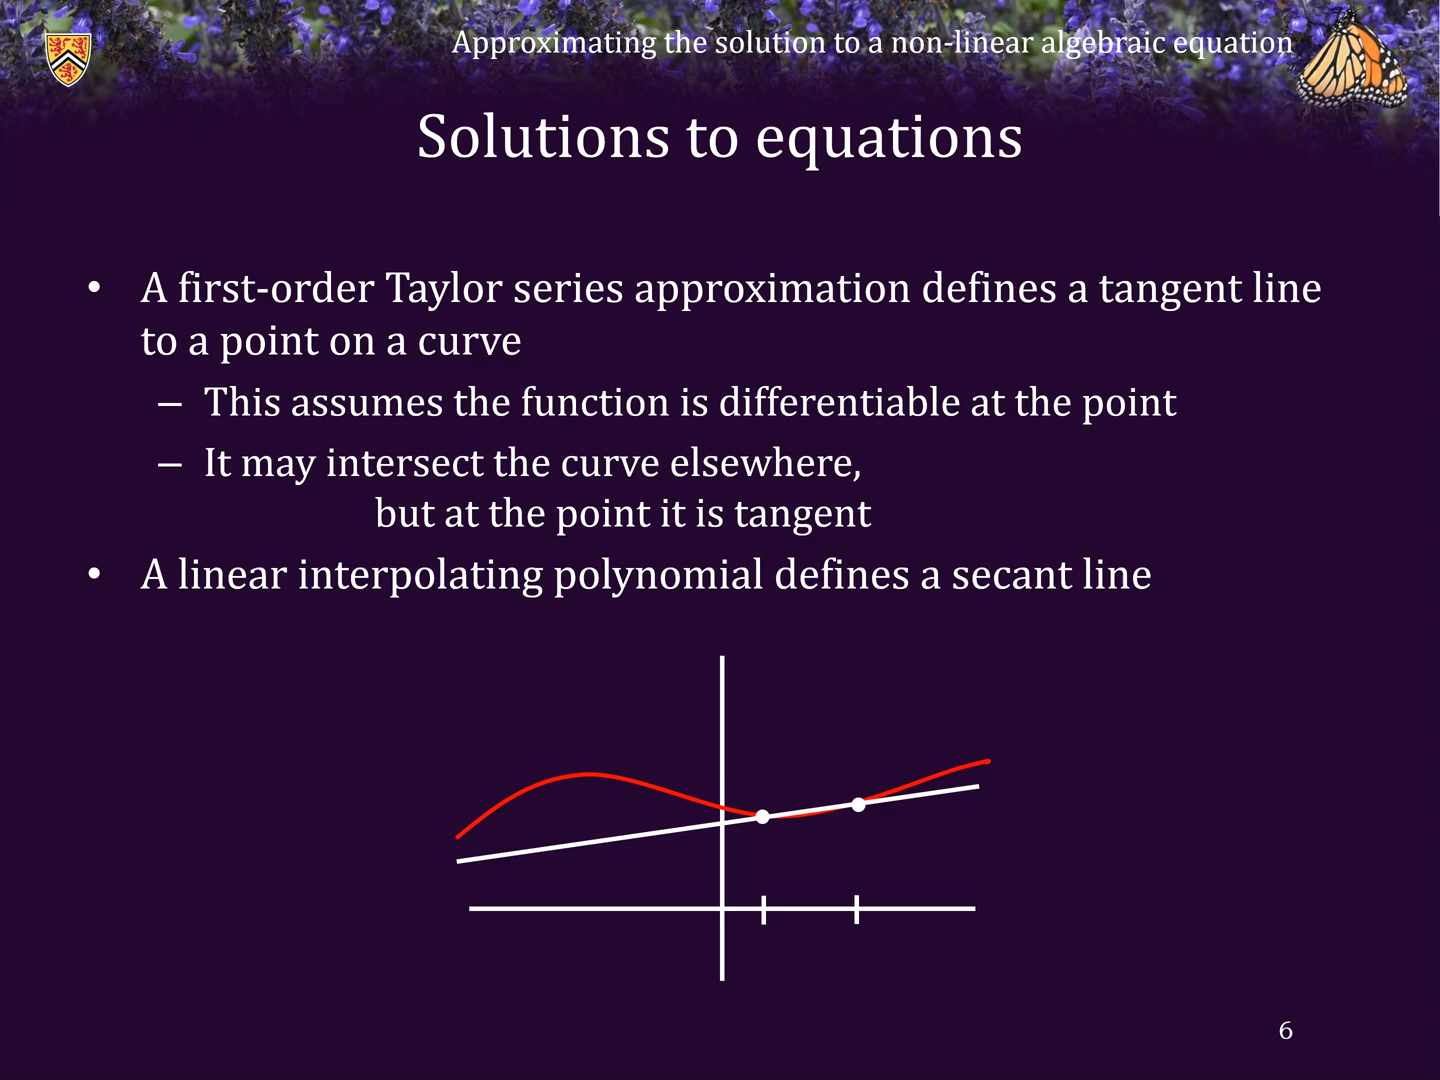 Approximating the solution to a non-linear algebraic equation
Solutions to equations
• A first-order Taylor series approximation defines a tangent line
to a point on a curve
– This assumes the function is differentiable at the point
– It may intersect the curve elsewhere,
but at the point it is tangent
• A linear interpolating polynomial defines a secant line
6